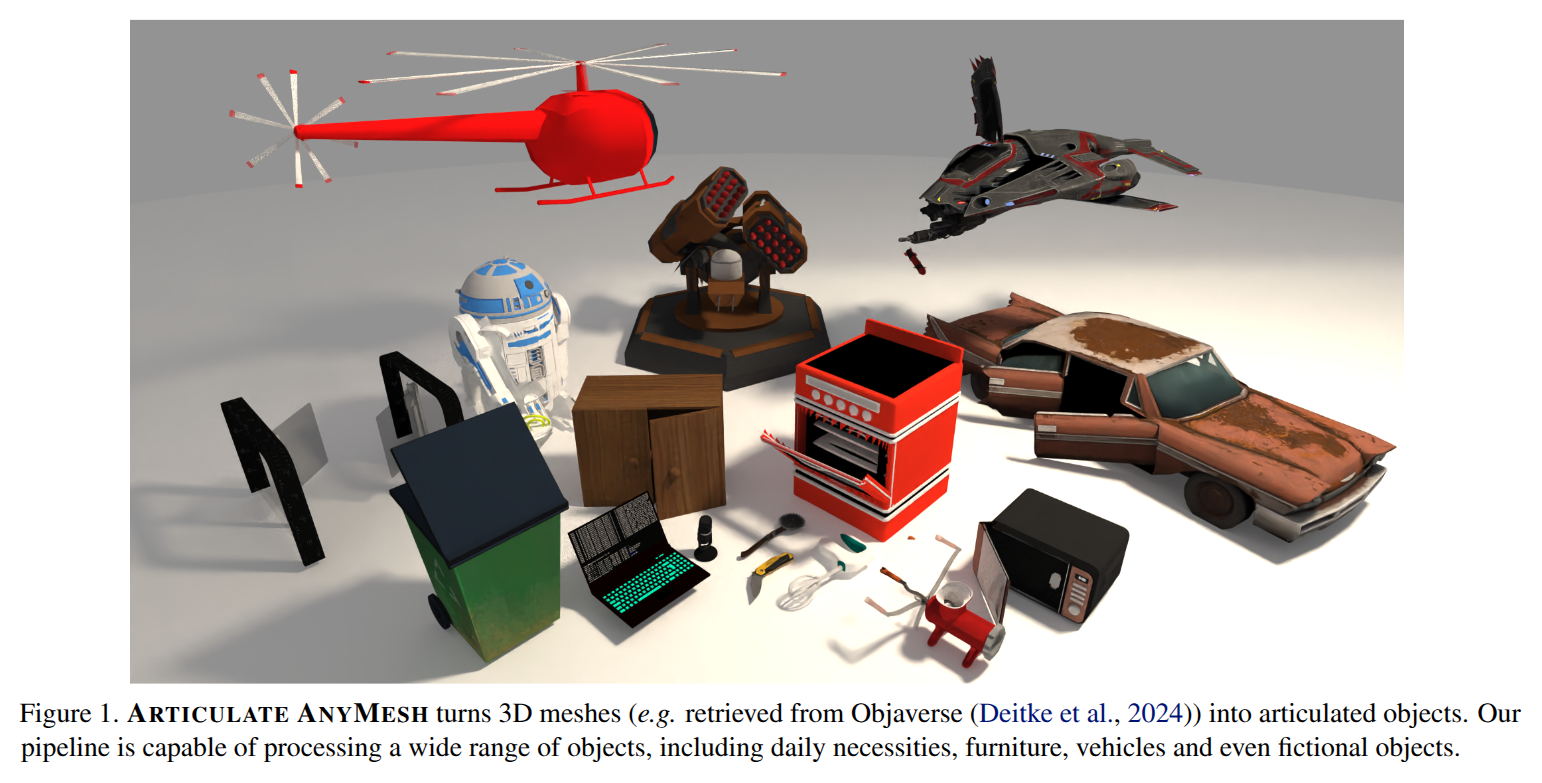 Figure 1. ARTICULATE ANYMESH turns 3D meshes (e.g. retrieved from Objaverse (Deitke et al., 2024)) into articulated objects. Our
pipeline is capable of processing a wide range of objects, including daily necessities, furniture, vehicles and even fictional objects.